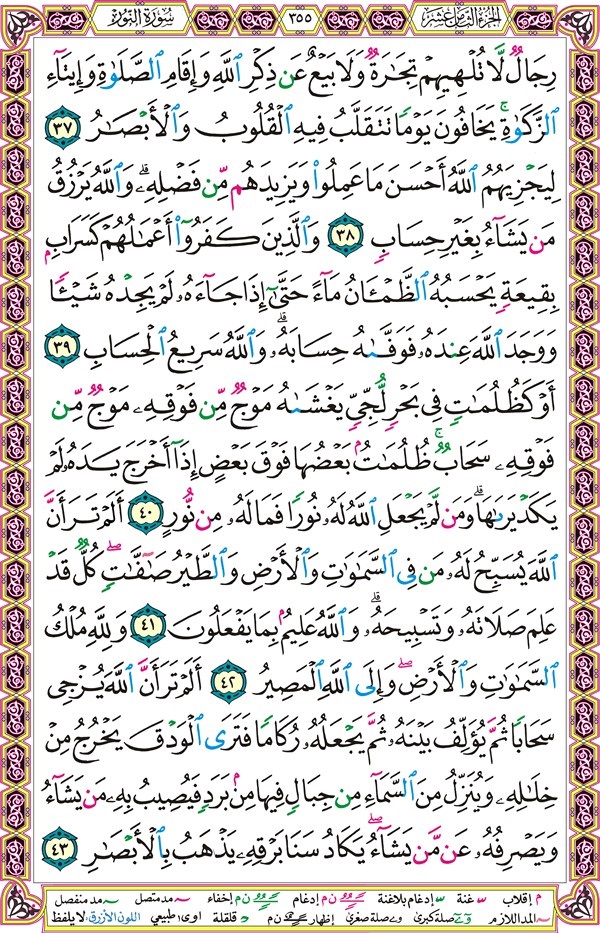 الجزء الثامن عشر ٣٥٥ سورة النور
رِجَالٌ لَّا تُلْهِيهِمْ تِجَٰرَةٌ وَلَا بَيْعٌ عَن ذِكْرِ ٱللَّهِ وَإِقَامِ ٱلصَّلَوٰةِ وَإِيتَآءِ
ٱلزَّكَوٰةِ ۙ يَخَافُونَ يَوْمًا تَتَقَلَّبُ فِيهِ ٱلْقُلُوبُ وَٱلْأَبْصَٰرُ ٣٧
لِيَجْزِيَهُمُ ٱللَّهُ أَحْسَنَ مَا عَمِلُوا۟ وَيَزِيدَهُم مِّن فَضْلِهِۦ ۗ وَٱللَّهُ يَرْزُقُ
مَن يَشَآءُ بِغَيْرِ حِسَابٍ ٣٨ وَٱلَّذِينَ كَفَرُوٓا۟ أَعْمَٰلُهُمْ كَسَرَابٍۭ
بِقِيعَةٍ يَحْسَبُهُ ٱلظَّمْـَٔانُ مَآءً حَتَّىٰٓ إِذَا جَآءَهُۥ لَمْ يَجِدْهُ شَيْـًٔا
وَوَجَدَ ٱللَّهَ عِندَهُۥ فَوَفَّىٰهُ حِسَابَهُۥ ۗ وَٱللَّهُ سَرِيعُ ٱلْحِسَابِ ٣٩
أَوْ كَظُلُمَٰتٍ فِى بَحْرٍ لُّجِّىٍّ يَغْشَىٰهُ مَوْجٌ مِّن فَوْقِهِۦ مَوْجٌ مِّن
فَوْقِهِۦ سَحَابٌ ۚ ظُلُمَٰتٌۢ بَعْضُهَا فَوْقَ بَعْضٍ إِذَآ أَخْرَجَ يَدَهُۥ لَمْ
يَكَدْ يَرَىٰهَا ۗ وَمَن لَّمْ يَجْعَلِ ٱللَّهُ لَهُۥ نُورًا فَمَا لَهُۥ مِن نُّورٍ ٤٠ أَلَمْ تَرَ أَنَّ
ٱللَّهَ يُسَبِّحُ لَهُۥ مَن فِى ٱلسَّمَٰوَٰتِ وَٱلْأَرْضِ وَٱلطَّيْرُ صَٰٓفَّٰتٍ ۖ كُلٌّ قَدْ
عَلِمَ صَلَاتَهُۥ وَتَسْبِيحَهُۥ ۗ وَٱللَّهُ عَلِيمٌۢ بِمَا يَفْعَلُونَ ٤١ وَلِلَّهِ مُلْكُ
ٱلسَّمَٰوَٰتِ وَٱلْأَرْضِ ۖ وَإِلَى ٱللَّهِ ٱلْمَصِيرُ ٤٢ أَلَمْ تَرَ أَنَّ ٱللَّهَ يُزْجِى
سَحَابًا ثُمَّ يُؤَلِّفُ بَيْنَهُۥ ثُمَّ يَجْعَلُهُۥ رُكَامًا فَتَرَى ٱلْوَدْقَ يَخْرُجُ مِنْ
خِلَٰلِهِۦ وَيُنَزِّلُ مِنَ ٱلسَّمَآءِ مِن جِبَالٍ فِيهَا مِنۢ بَرَدٍ فَيُصِيبُ بِهِۦ مَن يَشَآءُ
وَيَصْرِفُهُۥ عَن مَّن يَشَآءُ ۖ يَكَادُ سَنَا بَرْقِهِۦ يَذْهَبُ بِٱلْأَبْصَٰرِ ٤٣
م إقلاب غنة إدغام بلاغنة ن م إدغام ن م إخفاء مد متصل مد منفصل
المد اللازم صلة كبرى صلة صغرى إظهار ن م قلقلة اوى طبيعي اللون الأزرق: لا يلفظ